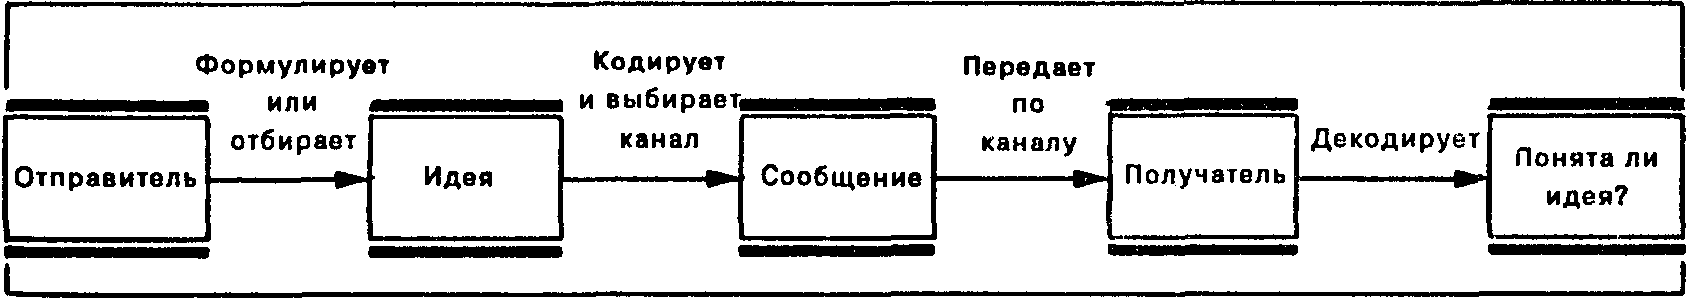 Формулирует
или
отбирает
Кодирует
и выбирает
канал
Передает
по
каналу
Декодирует
Отправитель
Идея
Сообщение
Получатель
Понята ли
идея?